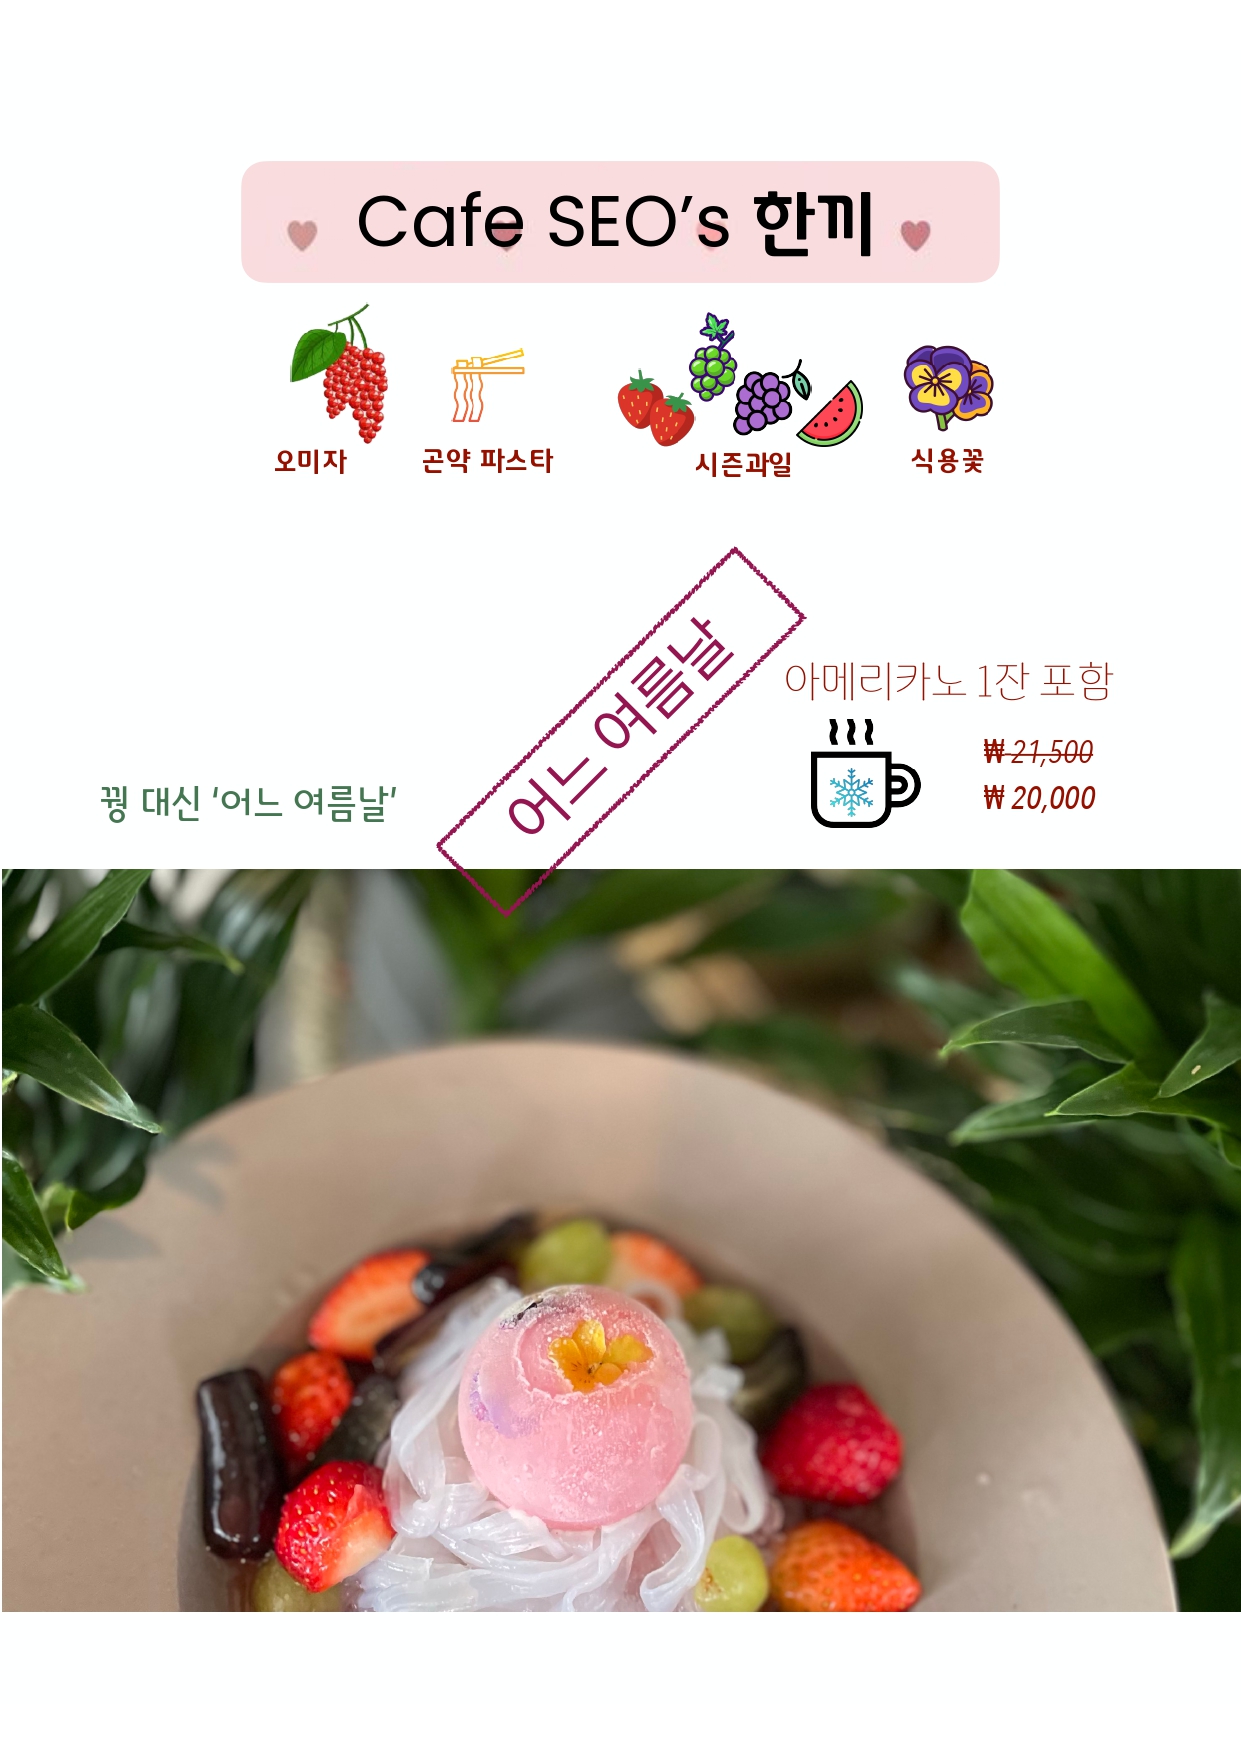 Cafe SEO’s 한끼
오미자
곤약 파스타
시즌과일
식용꽃
어느 여름날
아메리카노 1잔 포함
₩ 21,500
₩ 20,000
꿩 대신 ‘어느 여름날’